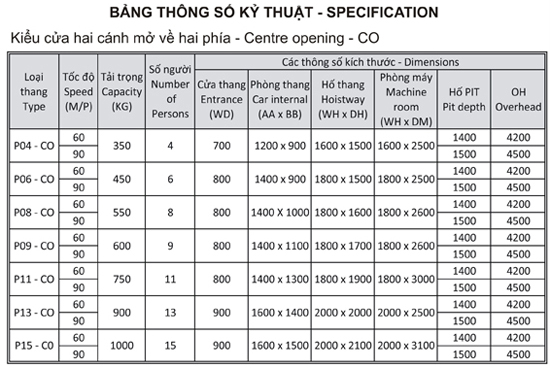 BẢNG THÔNG SỐ KỸ THUẬT - SPECIFICATION
Kiểu cửa hai cánh mở về hai phía - Centre opening - CO
Loại thang Type | Tốc độ Speed (M/P) | Tải trọng Capacity (KG) | Số người Number of Persons | Các thông số kích thước - Dimensions
Cửa thang Entrance (WD) | Phòng thang Car internal (AA x BB) | Hố thang Hoistway (WH x DH) | Phòng máy Machine room (WH x DM) | Hố PIT Pit depth | OH Overhead
P04 - CO | 60 | 350 | 4 | 700 | 1200 x 900 | 1600 x 1500 | 1600 x 2500 | 1400 | 4200
90 | 1500 | 4500
P06 - CO | 60 | 450 | 6 | 800 | 1400 x 900 | 1800 x 1500 | 1800 x 2500 | 1400 | 4200
90 | 1500 | 4500
P08 - CO | 60 | 550 | 8 | 800 | 1400 X 1000 | 1800 x 1600 | 1800 x 2600 | 1400 | 4200
90 | 1500 | 4500
P09 - CO | 60 | 600 | 9 | 800 | 1400 x 1100 | 1800 x 1700 | 1800 x 2600 | 1400 | 4200
90 | 1500 | 4500
P11 - CO | 60 | 750 | 11 | 800 | 1400 x 1300 | 1800 x 1900 | 1800 x 3000 | 1400 | 4200
90 | 1500 | 4500
P13 - CO | 60 | 900 | 13 | 900 | 1600 x 1400 | 2000 x 2000 | 2000 x 2500 | 1400 | 4200
90 | 1500 | 4500
P15 - C0 | 60 | 1000 | 15 | 900 | 1600 x 1500 | 2000 x 2100 | 2000 x 3100 | 1400 | 4200
90 | 1500 | 4500